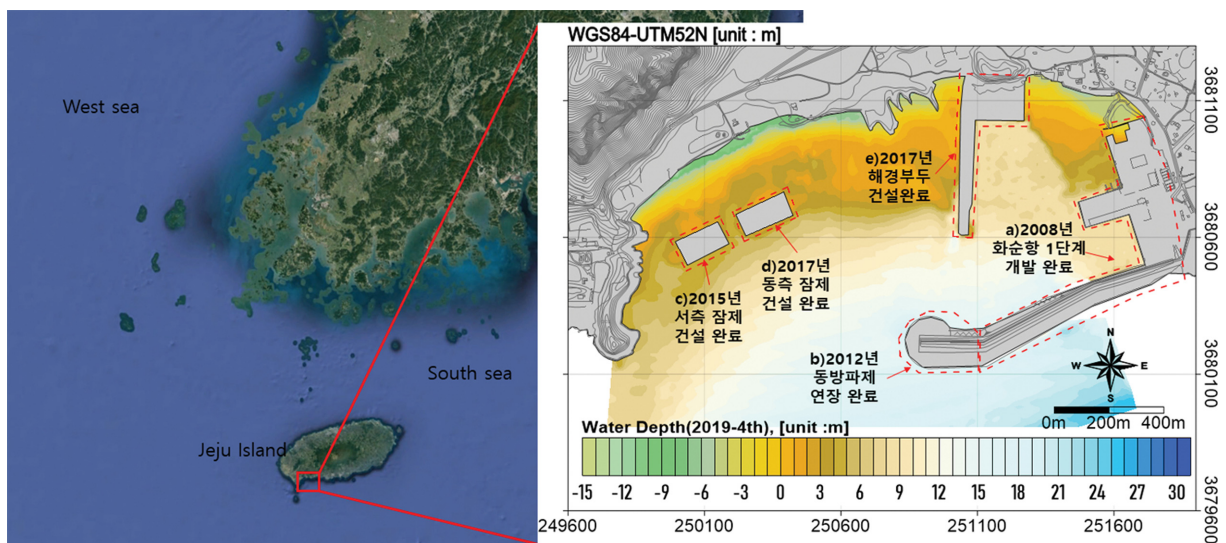 West sea
South sea
Jeju Island
WGS84-UTM52N [unit : m]
e)2017년
해경부두
건설완료
a)2008년
화순항 1단계
개발 완료
d)2017년
동측 잠제
건설 완료
c)2015년
서측 잠제
건설 완료
b)2012년
동방파제
연장 완료
N
W E
S
0m 200m 400m
Water Depth(2019-4th), [unit :m]
-15 -12 -9 -6 -3 0 3 6 9 12 15 18 21 24 27 30
249600 250100 250600 251100 251600
3681100
3680600
3680100
3679600